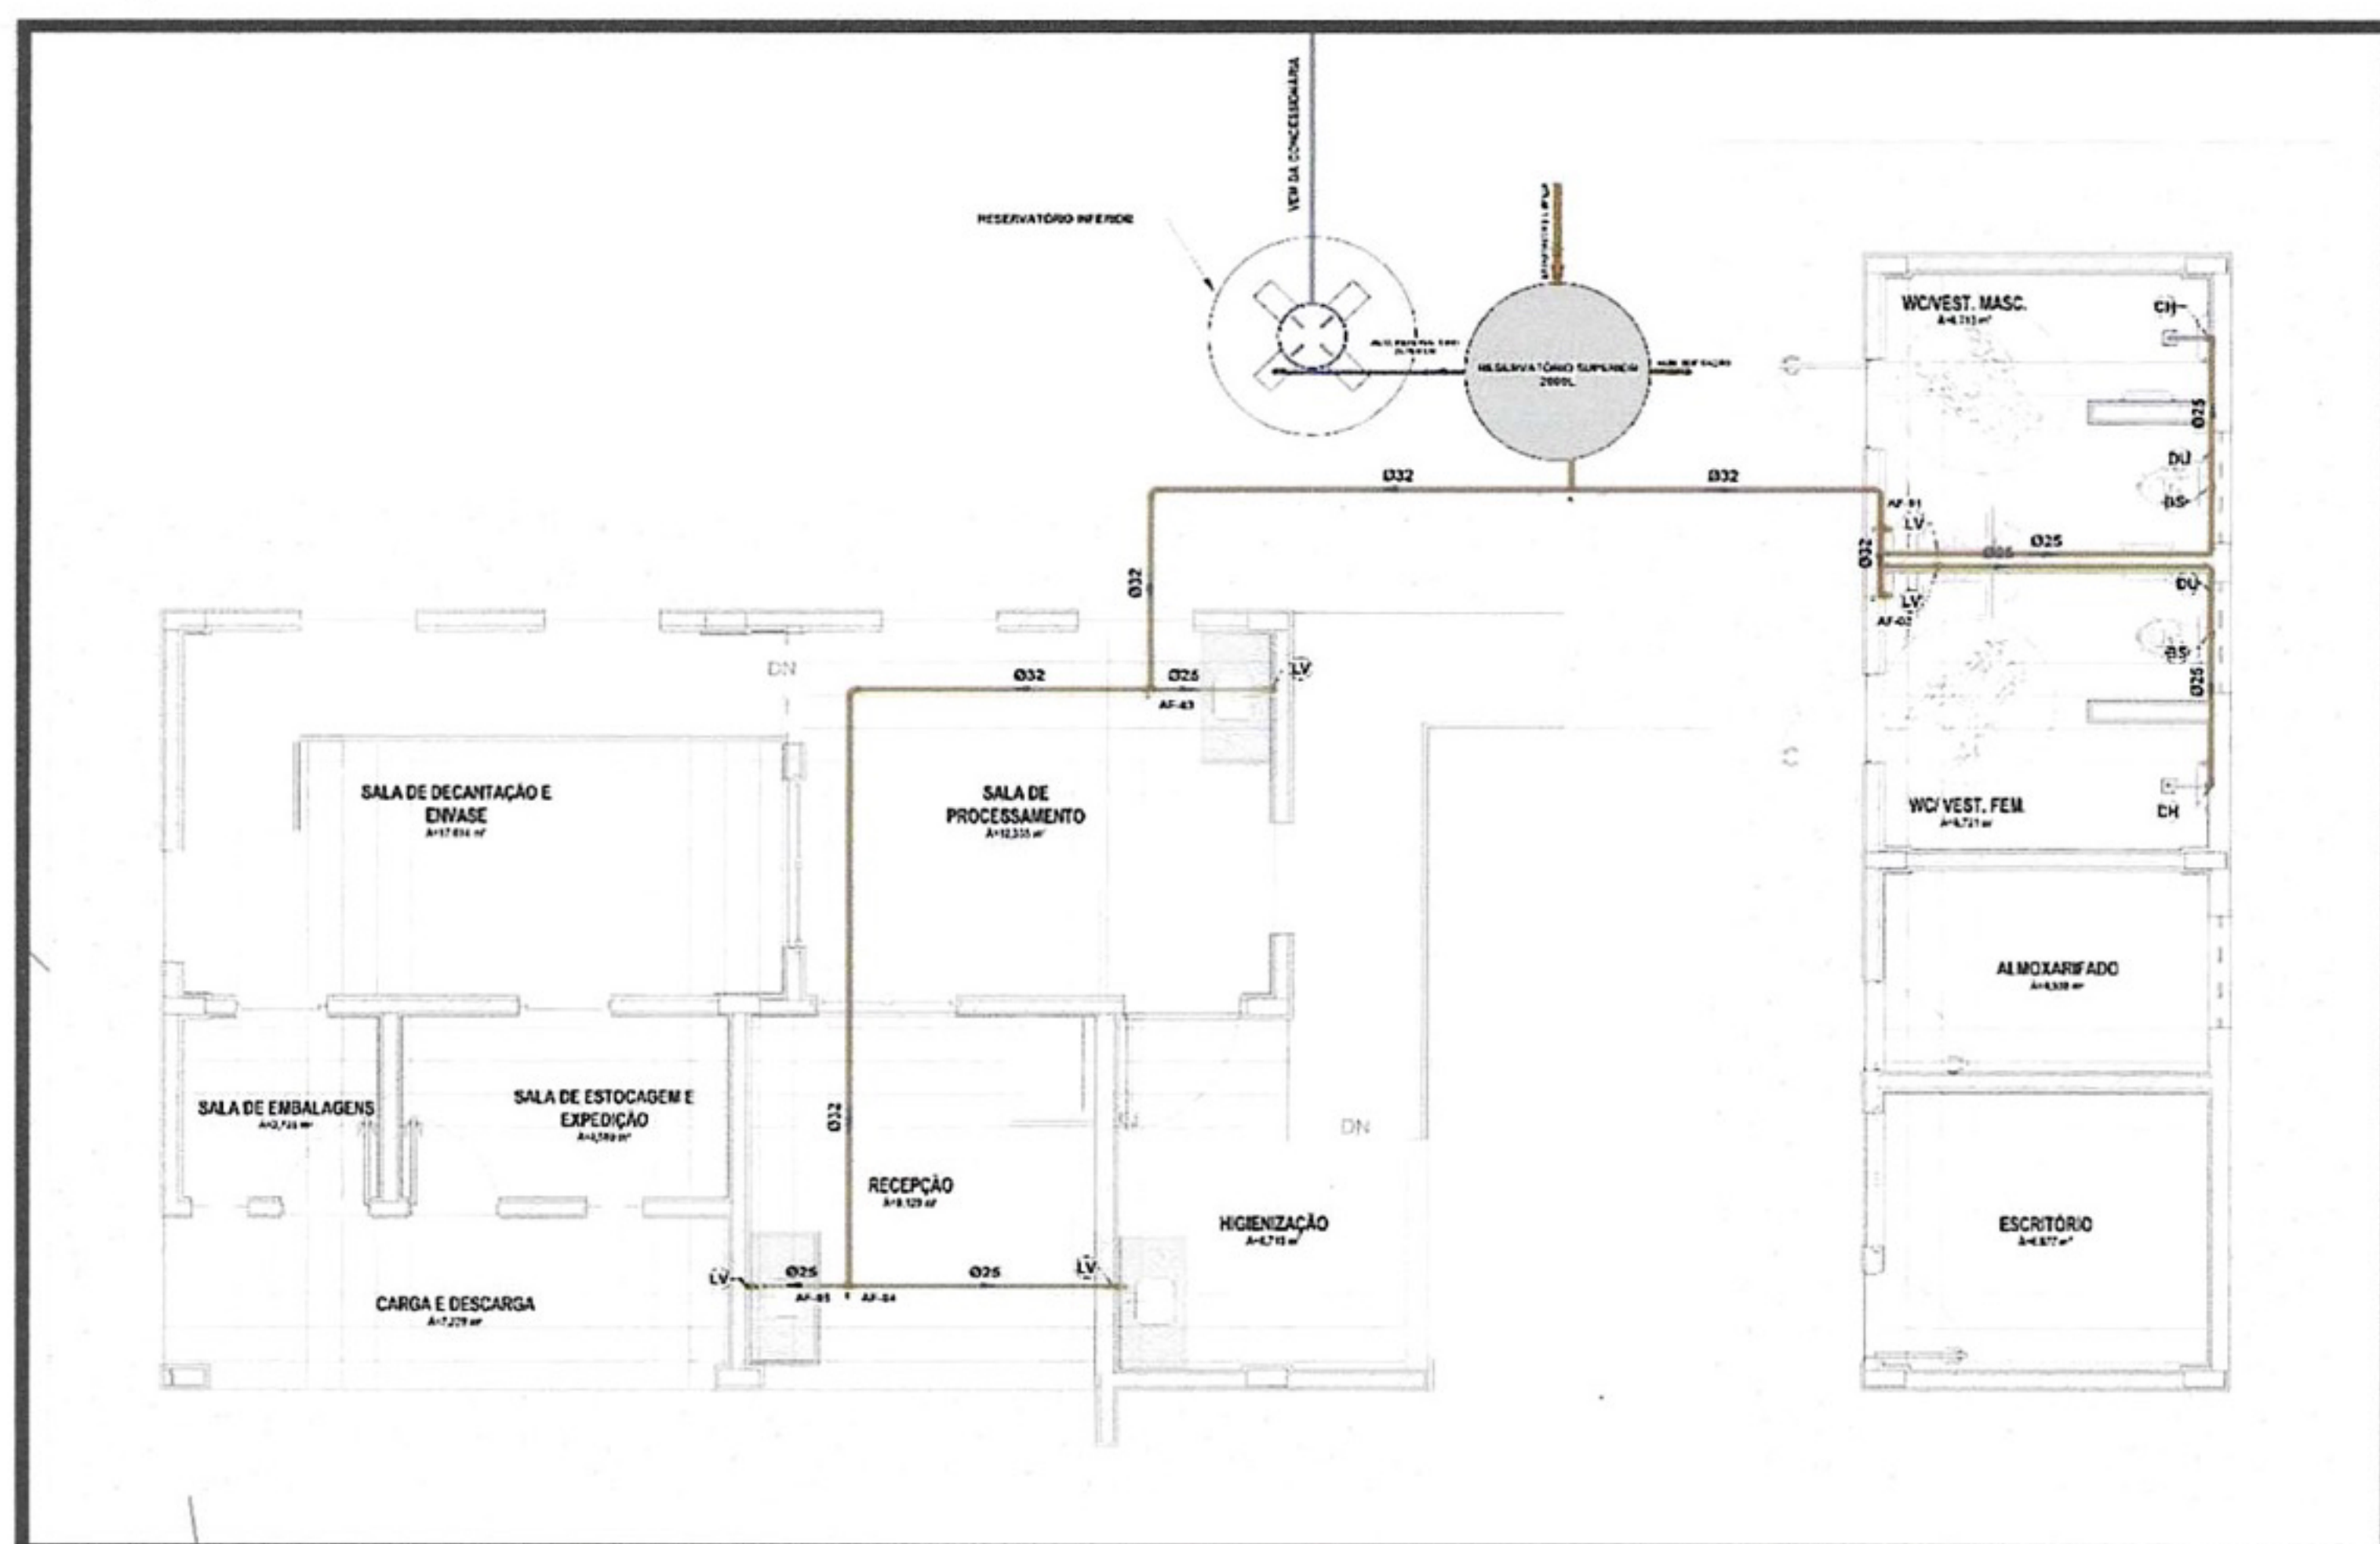 VEM DA CONCESSIONÁRIA
RESERVATÓRIO INFERIOR
RESERVATÓRIO SUPERIOR
2000L
WC/VEST. MASC.
CH
Ø25
DU
BS
Ø32
Ø32
AF-01
LV
Ø32
Ø25
Ø25
LV
AF-02
DU
BS
Ø25
CH
WC/ VEST. FEM.
Ø32
DN
Ø32
Ø25
LV
AF-03
SALA DE DECANTAÇÃO E
ENVASE
SALA DE
PROCESSAMENTO
ALMOXARIFADO
SALA DE EMBALAGENS
SALA DE ESTOCAGEM E
EXPEDIÇÃO
Ø32
DN
RECEPÇÃO
HIGIENIZAÇÃO
ESCRITÓRIO
LV
Ø25
Ø25
LV
AF-05
AF-04
CARGA E DESCARGA